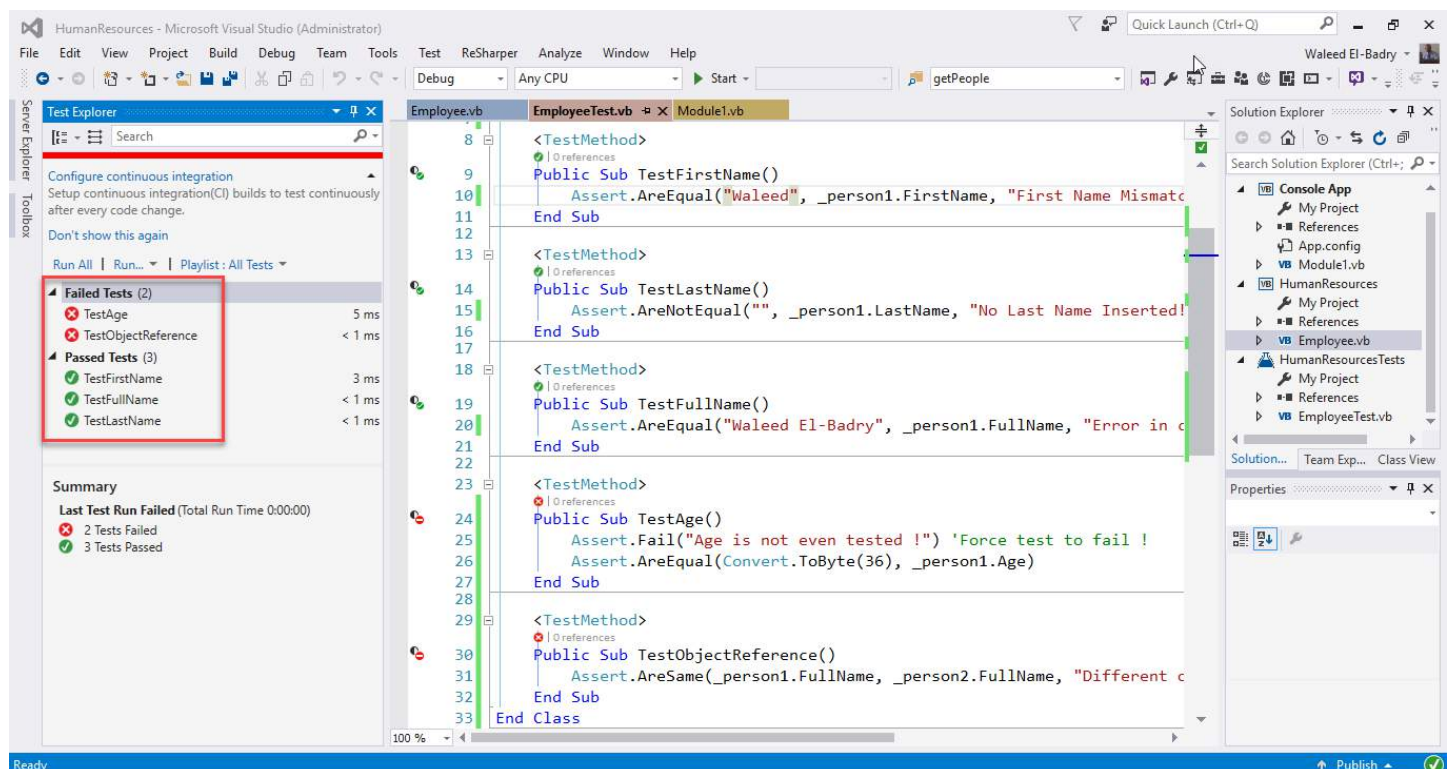 HumanResources - Microsoft Visual Studio (Administrator)
Quick Launch (Ctrl+Q)
File Edit View Project Build Debug Team Tools Test ReSharper Analyze Window Help
Waleed El-Badry
Debug Any CPU Start getPeople
Server Explorer
Toolbox
Test Explorer
Search
Configure continuous integration
Setup continuous integration(CI) builds to test continuously
after every code change.
Don't show this again
Run All | Run... | Playlist : All Tests
Failed Tests (2)
TestAge 5 ms
TestObjectReference < 1 ms
Passed Tests (3)
TestFirstName 3 ms
TestFullName < 1 ms
TestLastName < 1 ms
Summary
Last Test Run Failed (Total Run Time 0:00:00)
2 Tests Failed
3 Tests Passed
Employee.vb EmployeeTest.vb Module1.vb
8 <TestMethod>
0 references
9 Public Sub TestFirstName()
10 Assert.AreEqual("Waleed", _person1.FirstName, "First Name Mismatc
11 End Sub
12
13 <TestMethod>
0 references
14 Public Sub TestLastName()
15 Assert.AreNotEqual("", _person1.LastName, "No Last Name Inserted!
16 End Sub
17
18 <TestMethod>
0 references
19 Public Sub TestFullName()
20 Assert.AreEqual("Waleed El-Badry", _person1.FullName, "Error in c
21 End Sub
22
23 <TestMethod>
0 references
24 Public Sub TestAge()
25 Assert.Fail("Age is not even tested !") 'Force test to fail !
26 Assert.AreEqual(Convert.ToByte(36), _person1.Age)
27 End Sub
28
29 <TestMethod>
0 references
30 Public Sub TestObjectReference()
31 Assert.AreSame(_person1.FullName, _person2.FullName, "Different c
32 End Sub
33 End Class
100 %
Solution Explorer
Search Solution Explorer (Ctrl+;
VB Console App
My Project
References
App.config
VB Module1.vb
VB HumanResources
My Project
References
VB Employee.vb
HumanResourcesTests
My Project
References
VB EmployeeTest.vb
Solution... Team Exp... Class View
Properties
Ready
Publish